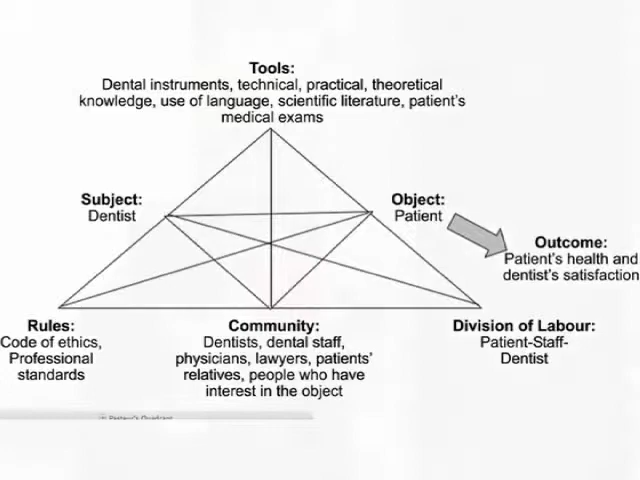 Tools:
Dental instruments, technical, practical, theoretical
knowledge, use of language, scientific literature, patient's
medical exams
Subject:
Dentist
Object:
Patient
Outcome:
Patient's health and
dentist's satisfaction
Rules:
Code of ethics,
Professional
standards
Community:
Dentists, dental staff,
physicians, lawyers, patients'
relatives, people who have
interest in the object
Division of Labour:
Patient-Staff-
Dentist